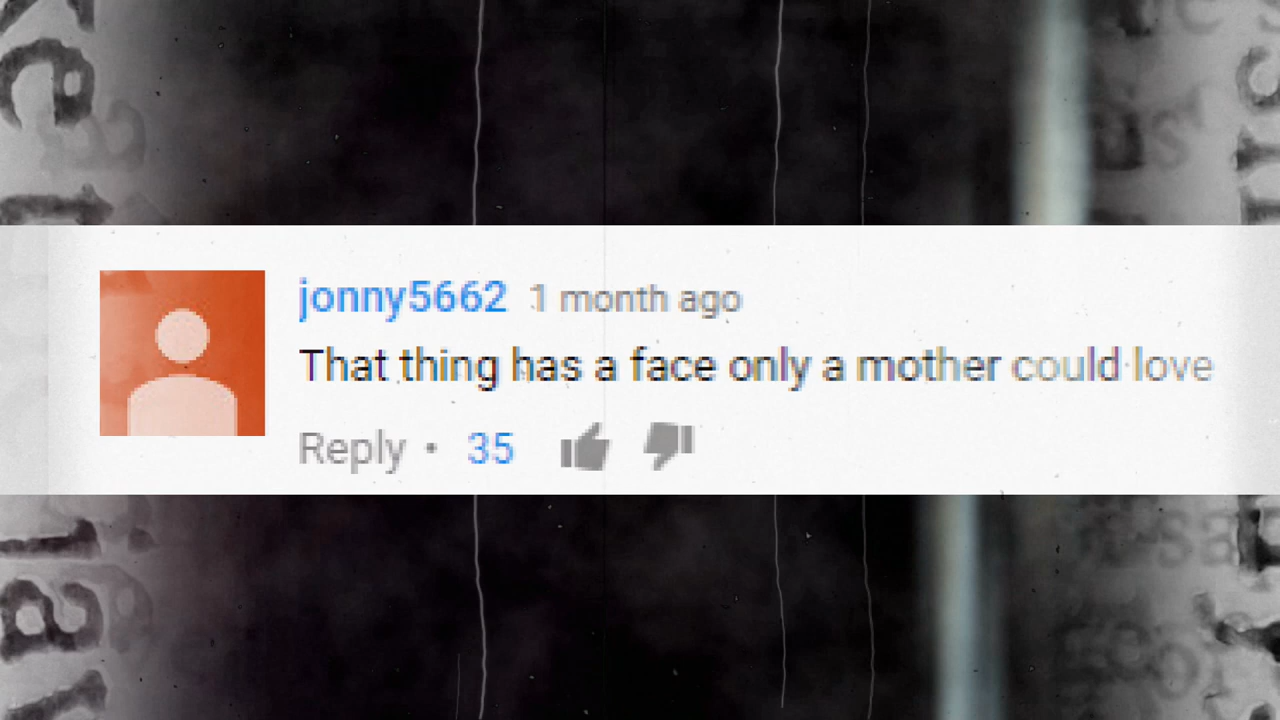 jonny5662 1 month ago
That thing has a face only a mother could love
Reply • 35